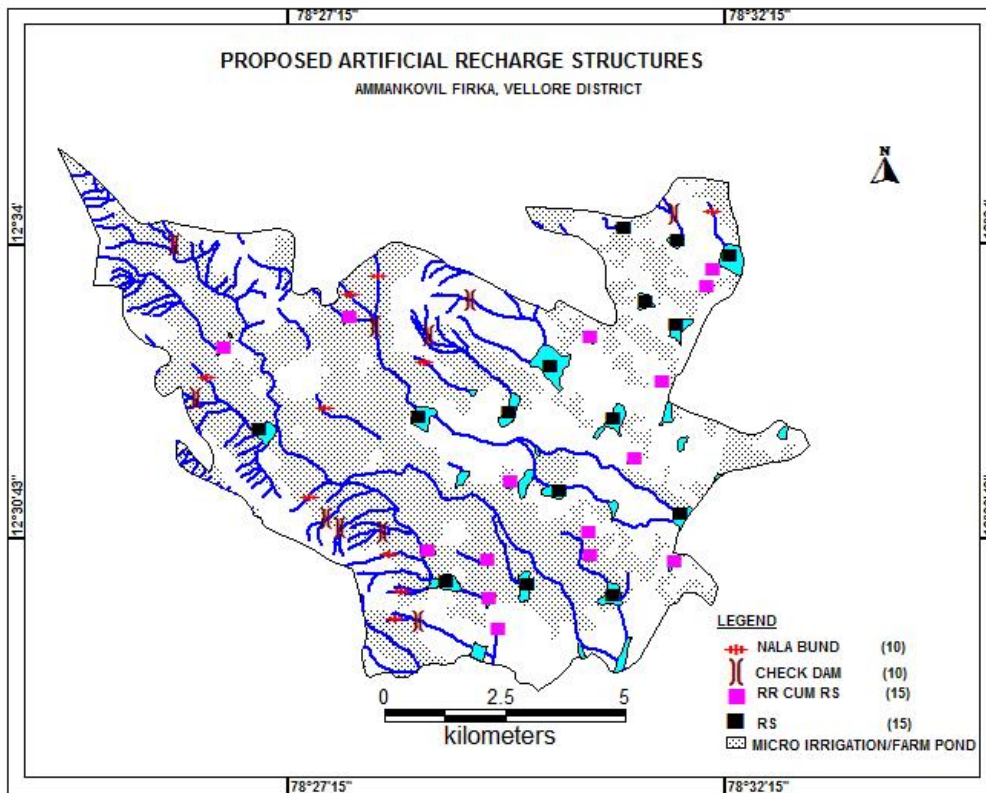 78°27'15" 78°32'15"
PROPOSED ARTIFICIAL RECHARGE STRUCTURES
AMMANKOVIL FIRKA, VELLORE DISTRICT
N
12°34'
12°30'43"
LEGEND
NALA BUND (10)
CHECK DAM (10)
RR CUM RS (15)
RS (15)
MICRO IRRIGATION/FARM POND
0 2.5 5
kilometers
78°27'15" 78°32'15"